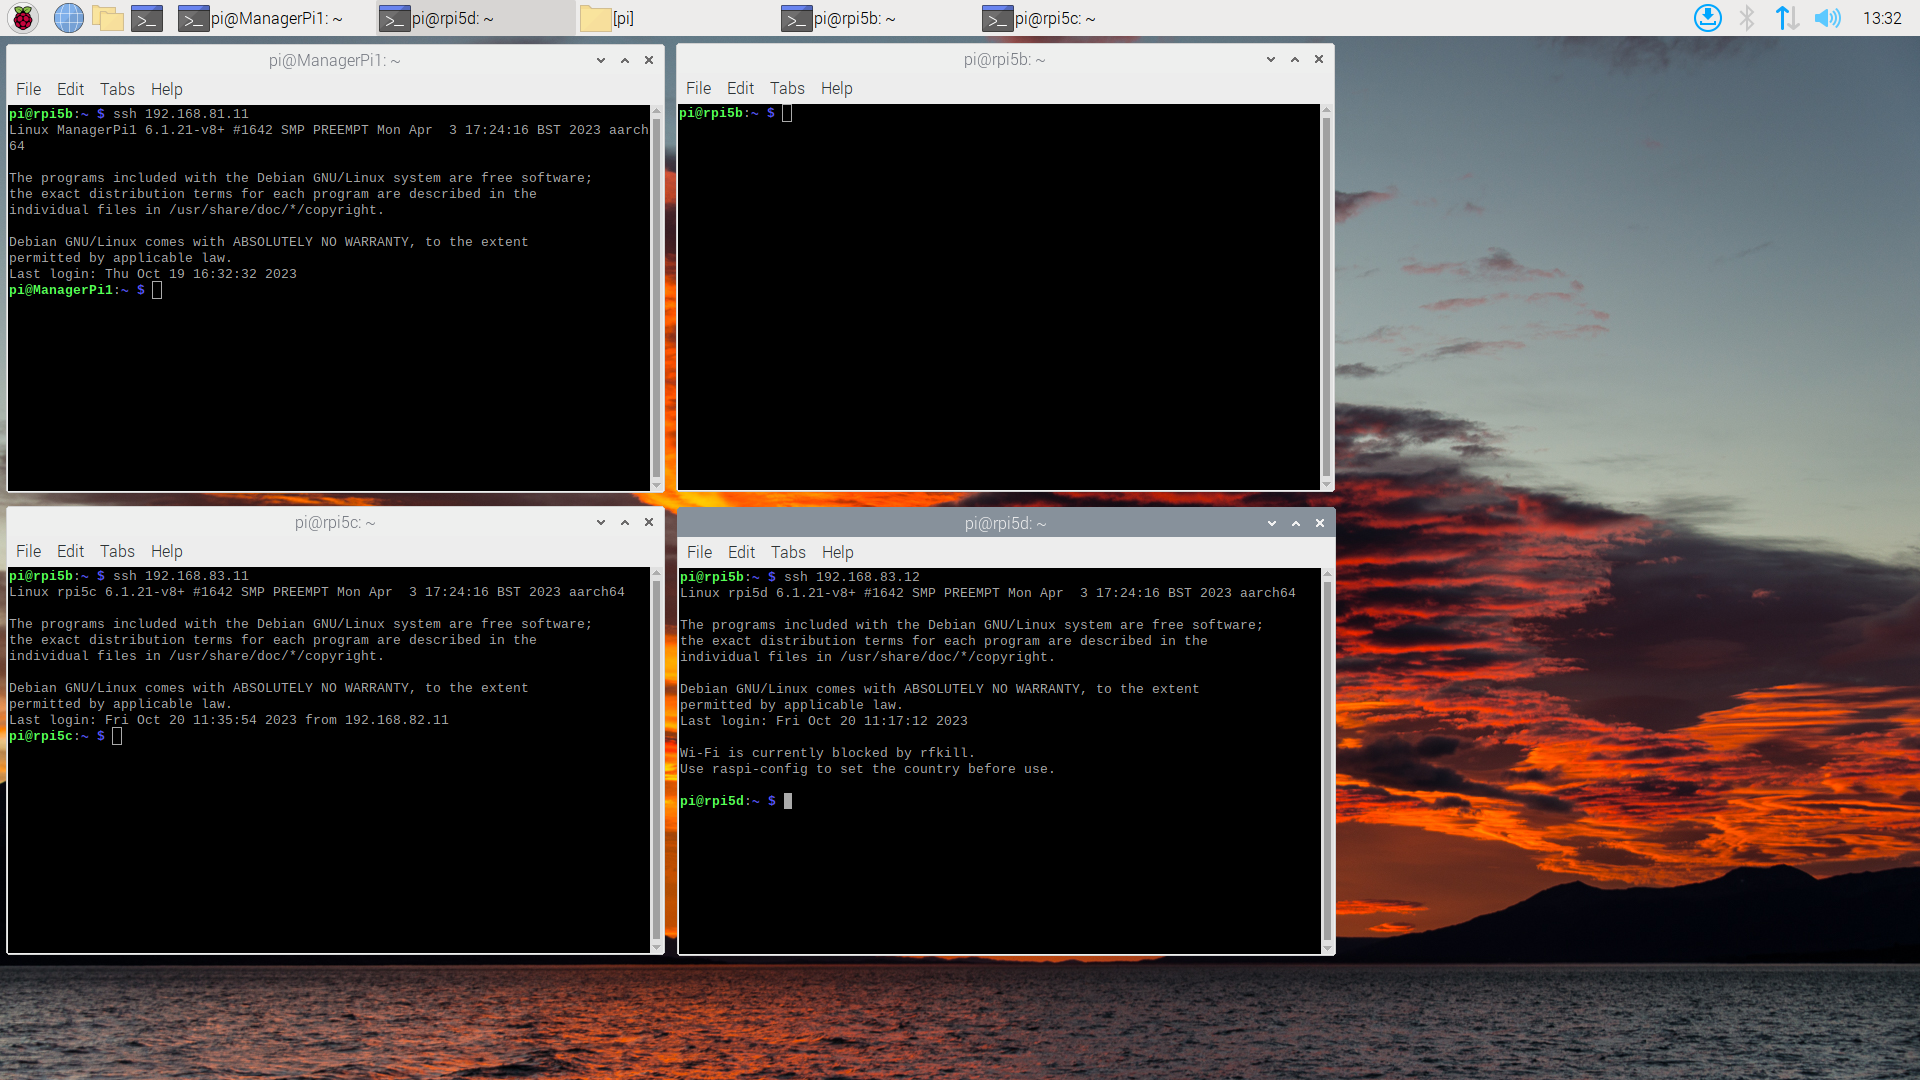 pi@ManagerPi1: ~
pi@rpi5d: ~
[pi]
pi@rpi5b: ~
pi@rpi5c: ~
13:32
pi@ManagerPi1: ~
File Edit Tabs Help
pi@rpi5b:~ $ ssh 192.168.81.11
Linux ManagerPi1 6.1.21-v8+ #1642 SMP PREEMPT Mon Apr  3 17:24:16 BST 2023 aarch
64
The programs included with the Debian GNU/Linux system are free software;
the exact distribution terms for each program are described in the
individual files in /usr/share/doc/*/copyright.
Debian GNU/Linux comes with ABSOLUTELY NO WARRANTY, to the extent
permitted by applicable law.
Last login: Thu Oct 19 16:32:32 2023
pi@ManagerPi1:~ $
pi@rpi5b: ~
File Edit Tabs Help
pi@rpi5b:~ $
pi@rpi5c: ~
File Edit Tabs Help
pi@rpi5b:~ $ ssh 192.168.83.11
Linux rpi5c 6.1.21-v8+ #1642 SMP PREEMPT Mon Apr  3 17:24:16 BST 2023 aarch64
The programs included with the Debian GNU/Linux system are free software;
the exact distribution terms for each program are described in the
individual files in /usr/share/doc/*/copyright.
Debian GNU/Linux comes with ABSOLUTELY NO WARRANTY, to the extent
permitted by applicable law.
Last login: Fri Oct 20 11:35:54 2023 from 192.168.82.11
pi@rpi5c:~ $
pi@rpi5d: ~
File Edit Tabs Help
pi@rpi5b:~ $ ssh 192.168.83.12
Linux rpi5d 6.1.21-v8+ #1642 SMP PREEMPT Mon Apr  3 17:24:16 BST 2023 aarch64
The programs included with the Debian GNU/Linux system are free software;
the exact distribution terms for each program are described in the
individual files in /usr/share/doc/*/copyright.
Debian GNU/Linux comes with ABSOLUTELY NO WARRANTY, to the extent
permitted by applicable law.
Last login: Fri Oct 20 11:17:12 2023
Wi-Fi is currently blocked by rfkill.
Use raspi-config to set the country before use.
pi@rpi5d:~ $